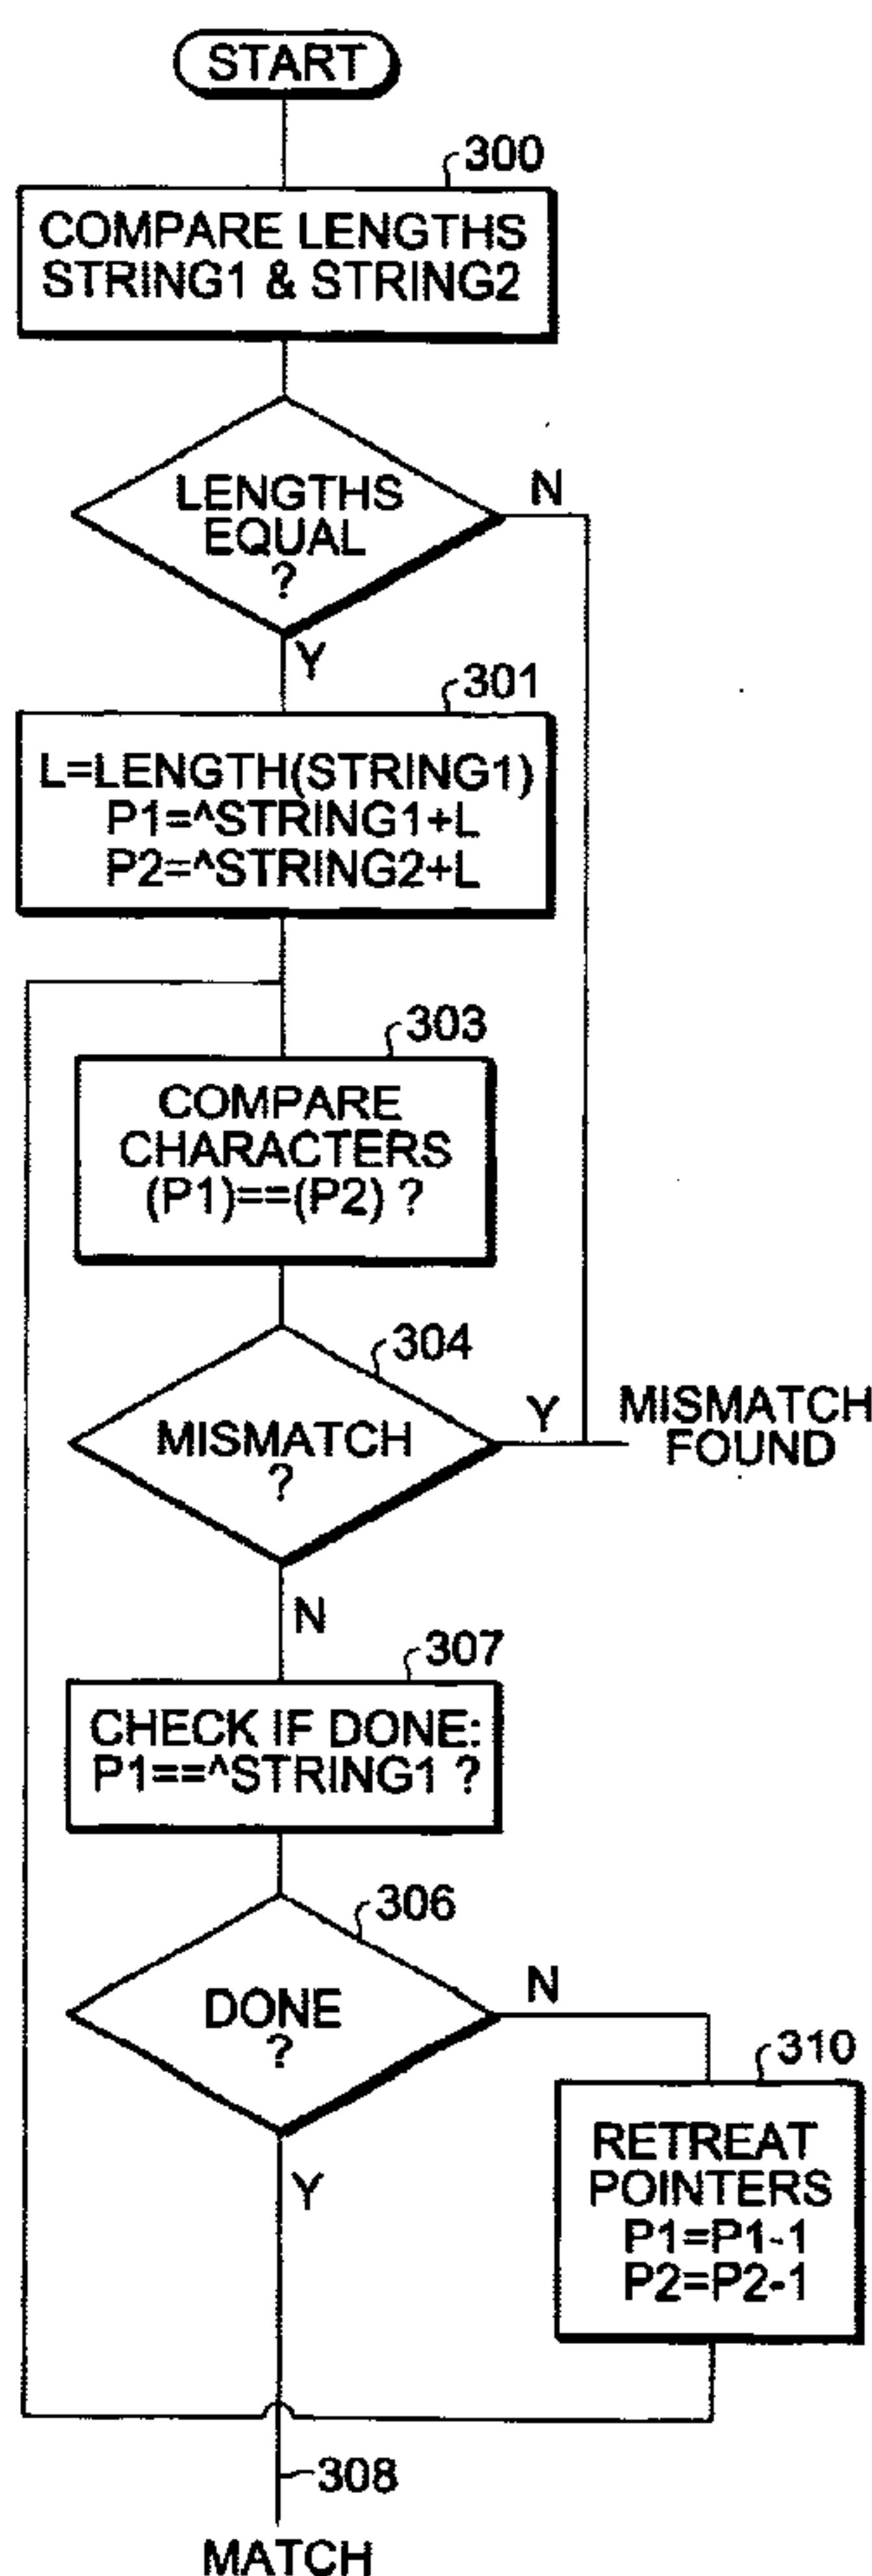 START
300
COMPARE LENGTHS
STRING1 & STRING2
LENGTHS
EQUAL
?
N
Y
301
L=LENGTH(STRING1)
P1=^STRING1+L
P2=^STRING2+L
303
COMPARE
CHARACTERS
(P1)==(P2) ?
304
MISMATCH
?
Y
MISMATCH
FOUND
N
307
CHECK IF DONE:
P1==^STRING1 ?
306
DONE
?
N
310
RETREAT
POINTERS
P1=P1-1
P2=P2-1
Y
308
MATCH